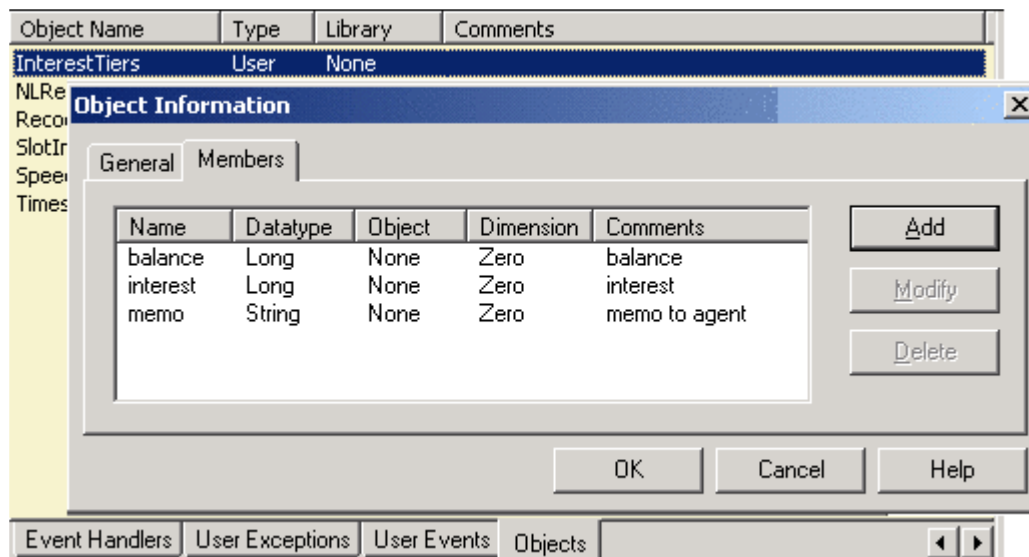 Object Name Type Library Comments
InterestTiers User None
NLRe
Object Information
Reco
SlotIr
General Members
Spee
Times
Name Datatype Object Dimension Comments
Add
balance Long None Zero balance
interest Long None Zero interest
Modify
memo String None Zero memo to agent
Delete
OK Cancel Help
Event Handlers User Exceptions User Events Objects